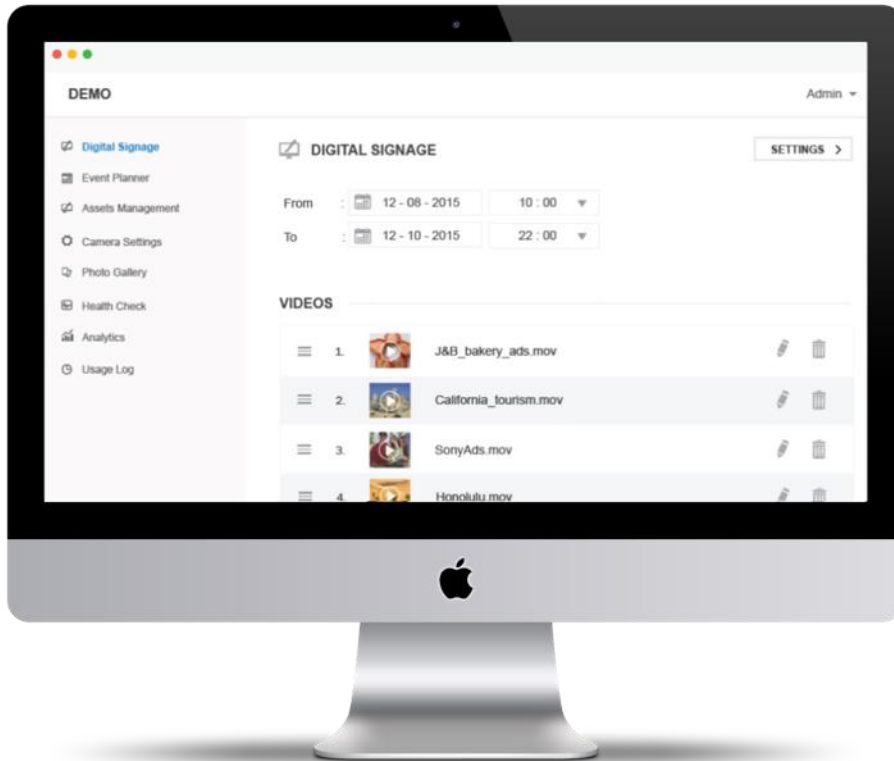 DEMO
Admin
Digital Signage
Event Planner
Assets Management
Camera Settings
Photo Gallery
Health Check
Analytics
Usage Log
DIGITAL SIGNAGE
SETTINGS >
From : 12 - 08 - 2015 10 : 00
To : 12 - 10 - 2015 22 : 00
VIDEOS
1. J&B_bakery_ads.mov
2. California_tourism.mov
3. SonyAds.mov
4. Honolulu.mov